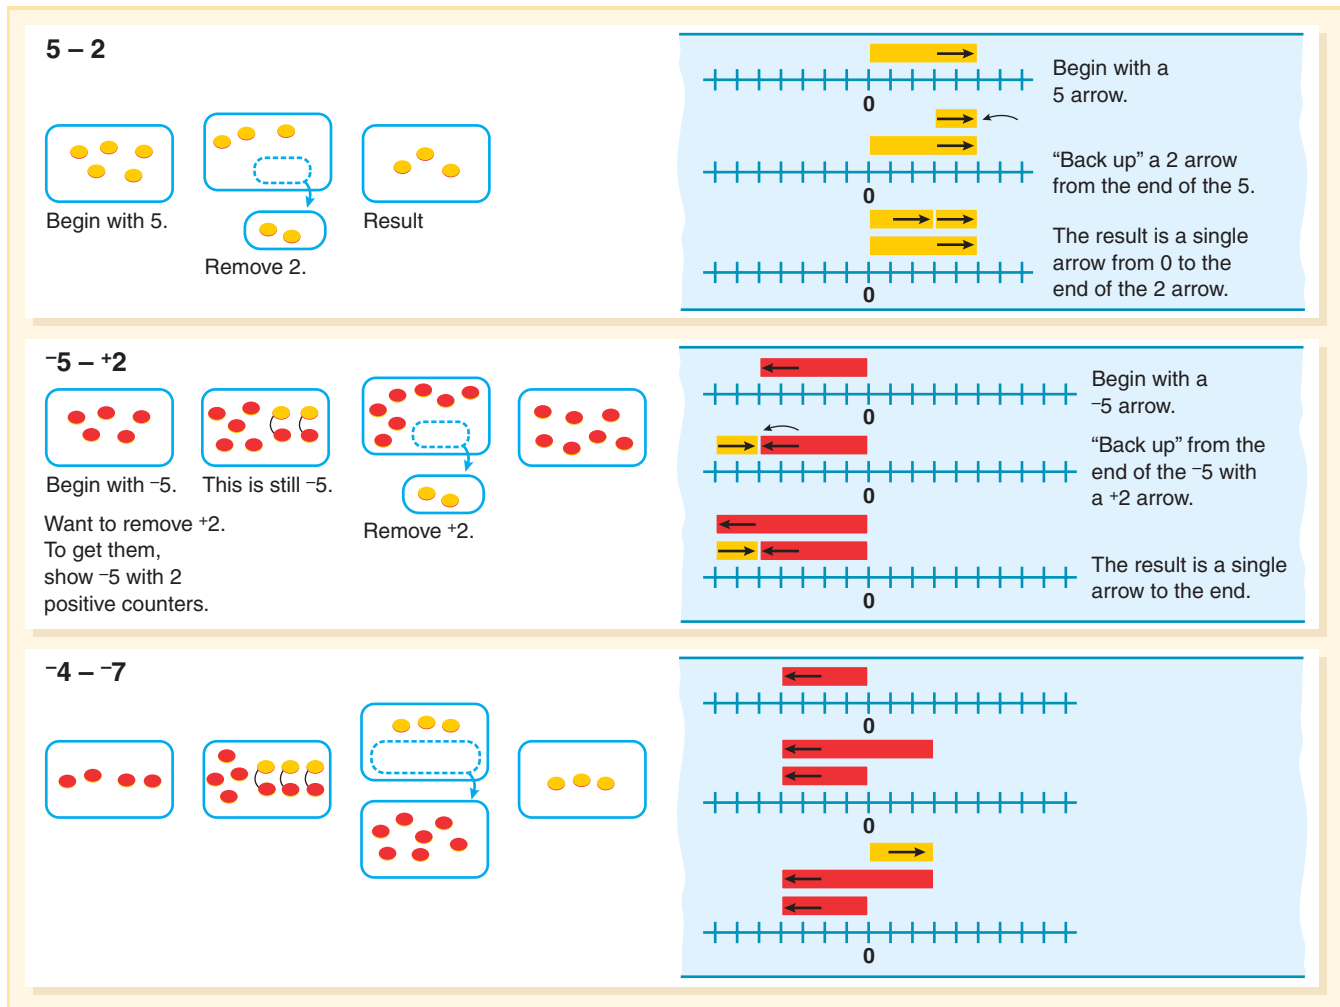 5 – 2
Begin with 5.
Remove 2.
Result
0
Begin with a
5 arrow.
0
“Back up” a 2 arrow
from the end of the 5.
0
The result is a single
arrow from 0 to the
end of the 2 arrow.
⁻5 – ⁺2
Begin with ⁻5.
Want to remove ⁺2.
To get them,
show ⁻5 with 2
positive counters.
This is still ⁻5.
Remove ⁺2.
0
Begin with a
⁻5 arrow.
0
“Back up” from the
end of the ⁻5 with
a ⁺2 arrow.
0
The result is a single
arrow to the end.
⁻4 – ⁻7
0
0
0